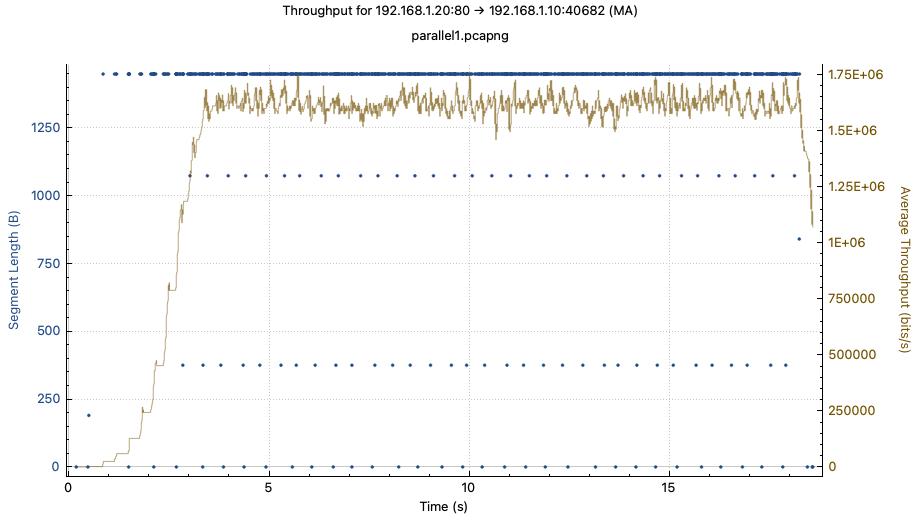 Throughput for 192.168.1.20:80 → 192.168.1.10:40682 (MA)
parallel1.pcapng
Segment Length (B)
1250
1000
750
500
250
0
1.75E+06
1.5E+06
1.25E+06
1E+06
750000
500000
250000
0
Average Throughput (bits/s)
0 5 10 15
Time (s)